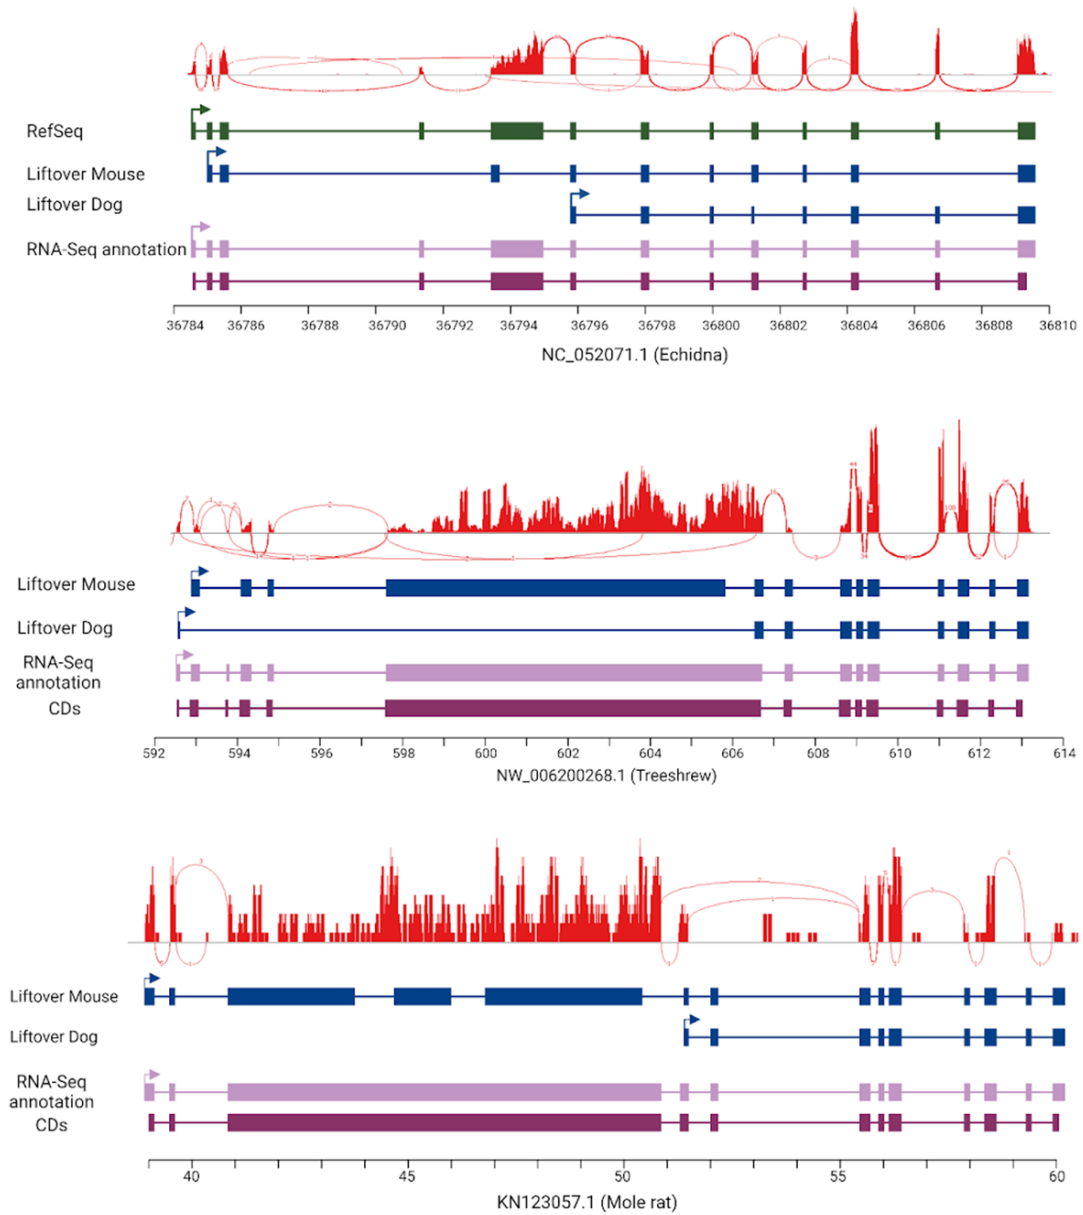 RefSeq
Liftover Mouse
Liftover Dog
RNA-Seq annotation
36784 36786 36788 36790 36792 36794 36796 36798 36800 36802 36804 36806 36808 36810
NC_052071.1 (Echidna)
Liftover Mouse
Liftover Dog
RNA-Seq
annotation
CDs
592 594 596 598 600 602 604 606 608 610 612 614
NW_006200268.1 (Treeshrew)
Liftover Mouse
Liftover Dog
RNA-Seq
annotation
CDs
40 45 50 55 60
KN123057.1 (Mole rat)